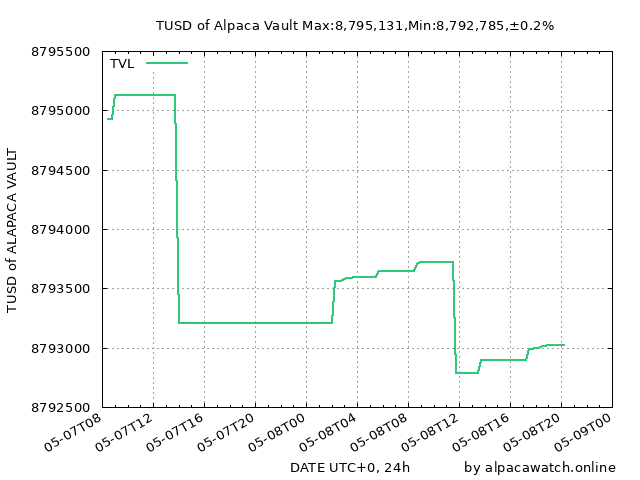 TUSD of Alpaca Vault Max:8,795,131,Min:8,792,785,±0.2%
TVL
8795500
8795000
8794500
8794000
8793500
8793000
8792500
TUSD of ALAPACA VAULT
05-07T08
05-07T12
05-07T16
05-07T20
05-08T00
05-08T04
05-08T08
05-08T12
05-08T16
05-08T20
05-09T00
DATE UTC+0, 24h
by alpacawatch.online